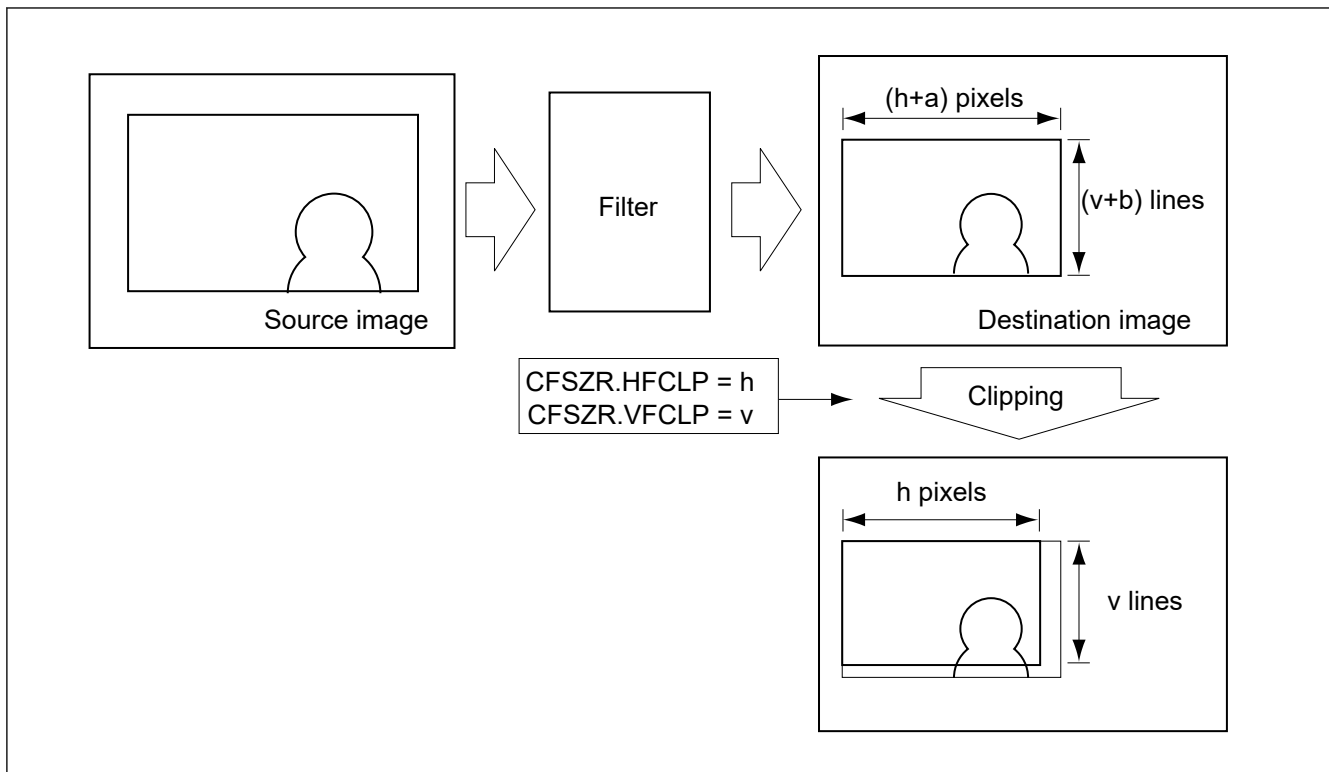 Source image
Filter
(h+a) pixels
(v+b) lines
Destination image
CFSZR.HFCLP = h
CFSZR.VFCLP = v
Clipping
h pixels
v lines